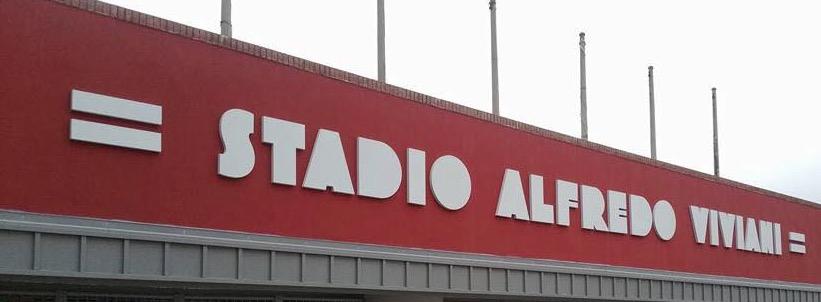 = STADIO ALFREDO VIVIANI =